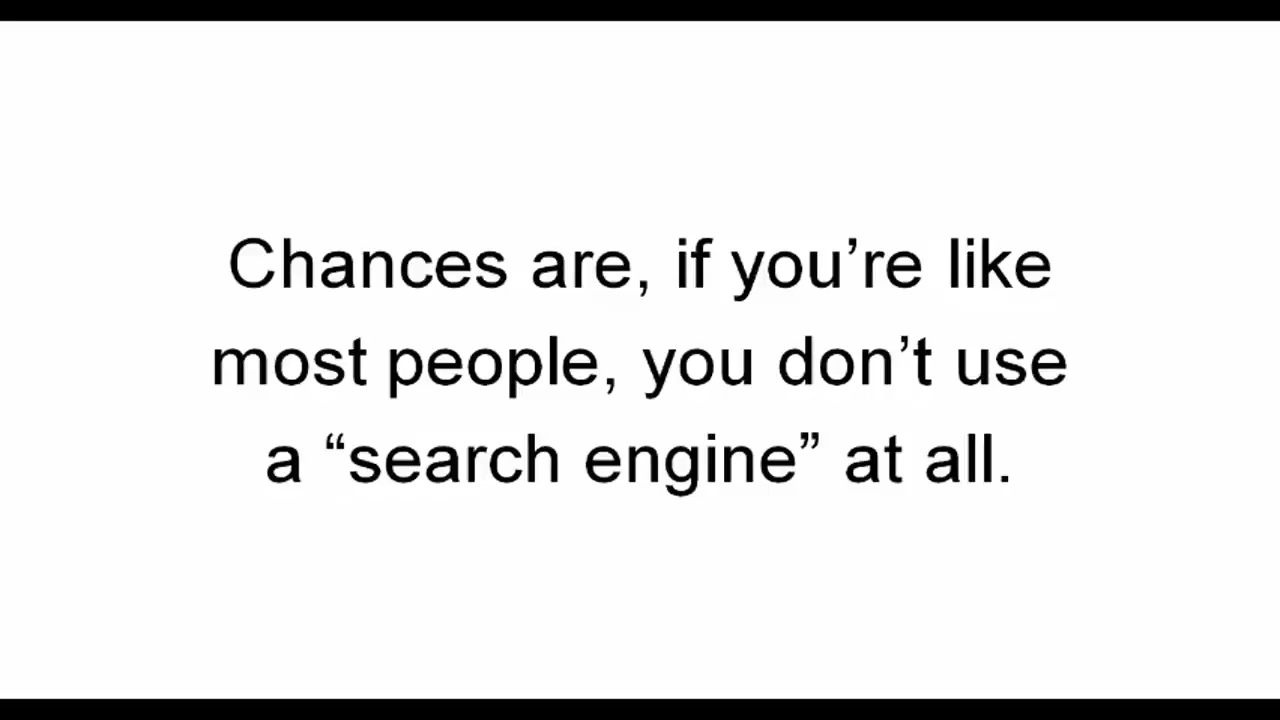 Chances are, if you’re like
most people, you don’t use
a “search engine” at all.